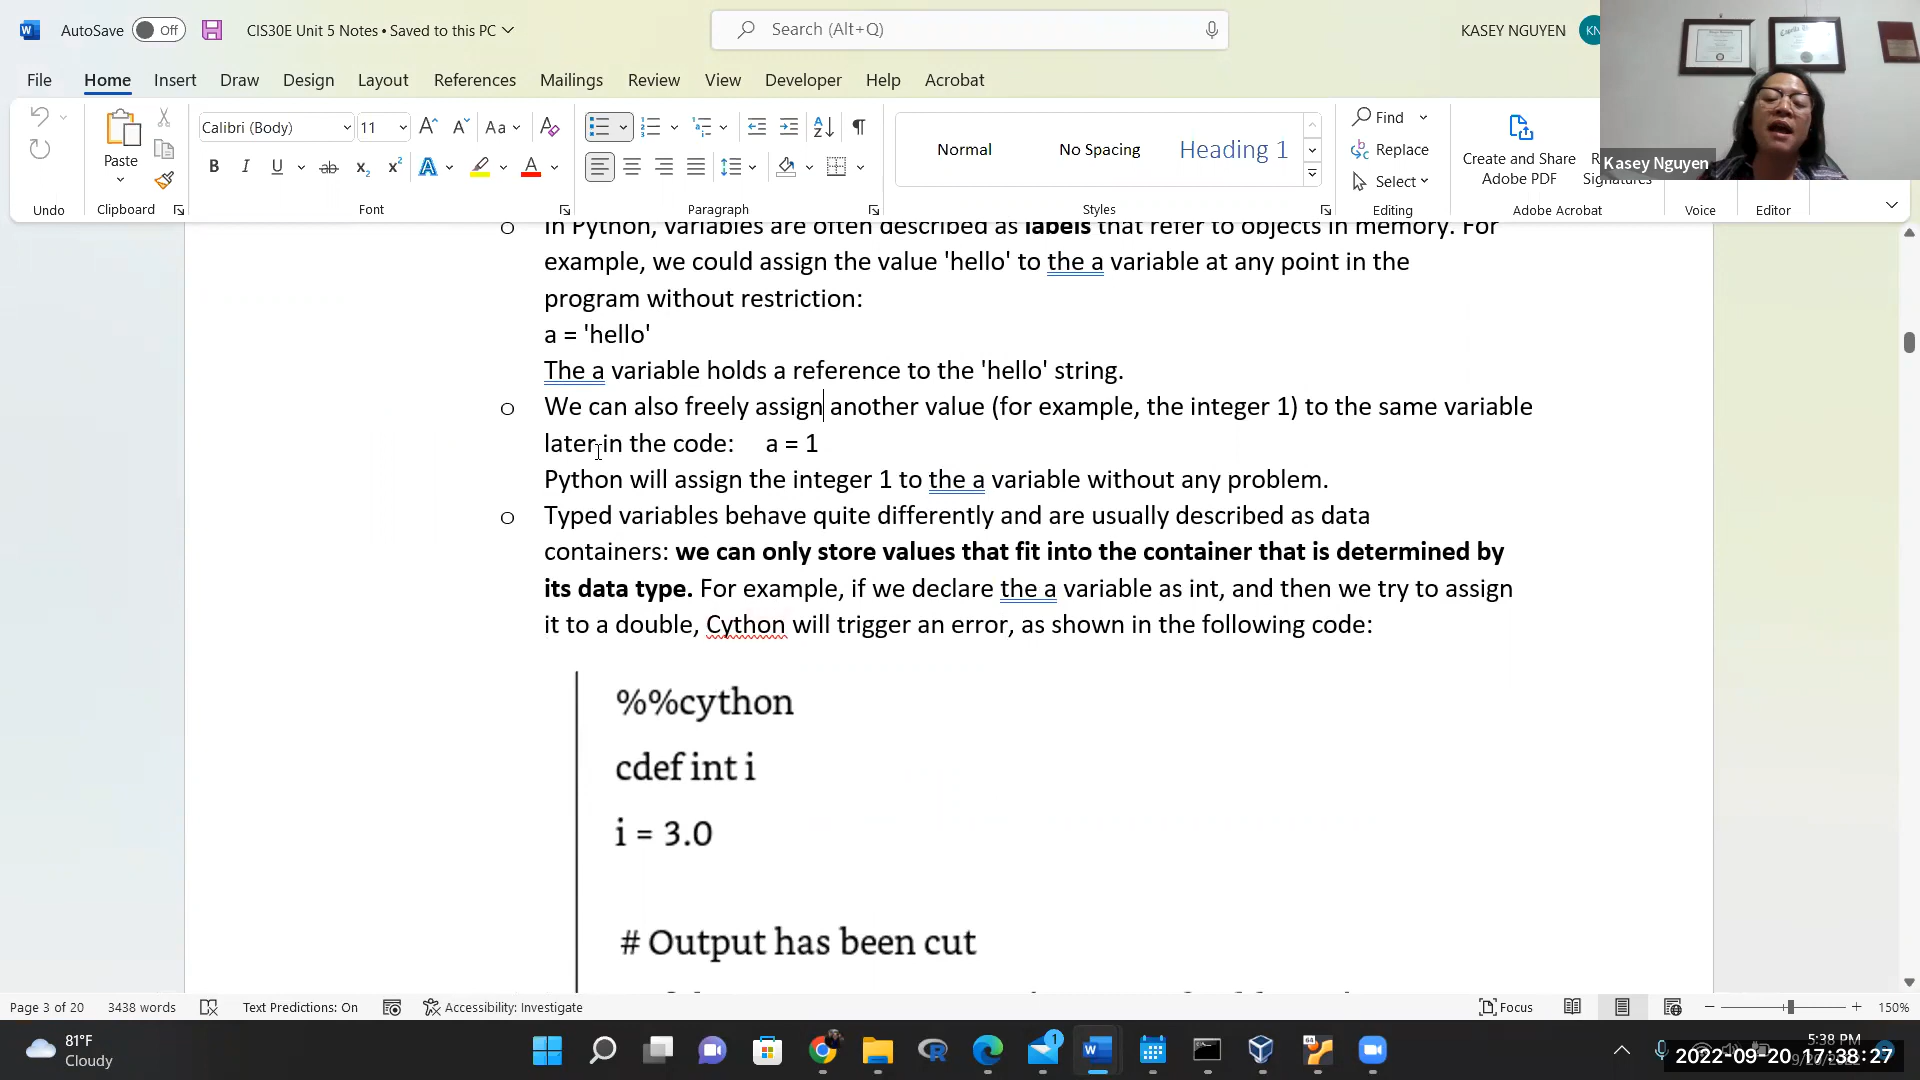 AutoSave Off CIS30E Unit 5 Notes • Saved to this PC Search (Alt+Q) KASEY NGUYEN KN
File Home Insert Draw Design Layout References Mailings Review View Developer Help Acrobat
Calibri (Body) 11 Aa
Paste
B I U ab x₂ x² A A
Normal No Spacing Heading 1
Find
Replace
Select
Create and Share
Adobe PDF
Kasey Nguyen
Signatures
Undo Clipboard Font Paragraph Styles Editing Adobe Acrobat Voice Editor
o In Python, variables are often described as labels that refer to objects in memory. For
example, we could assign the value 'hello' to the a variable at any point in the
program without restriction:
a = 'hello'
The a variable holds a reference to the 'hello' string.
o We can also freely assign another value (for example, the integer 1) to the same variable
later in the code: a = 1
Python will assign the integer 1 to the a variable without any problem.
o Typed variables behave quite differently and are usually described as data
containers: we can only store values that fit into the container that is determined by
its data type. For example, if we declare the a variable as int, and then we try to assign
it to a double, Cython will trigger an error, as shown in the following code:
%%cython
cdef int i
i = 3.0
# Output has been cut
Page 3 of 20 3438 words Text Predictions: On Accessibility: Investigate Focus 150%
81°F
Cloudy
5:38 PM
2022-09-20 17:38:27